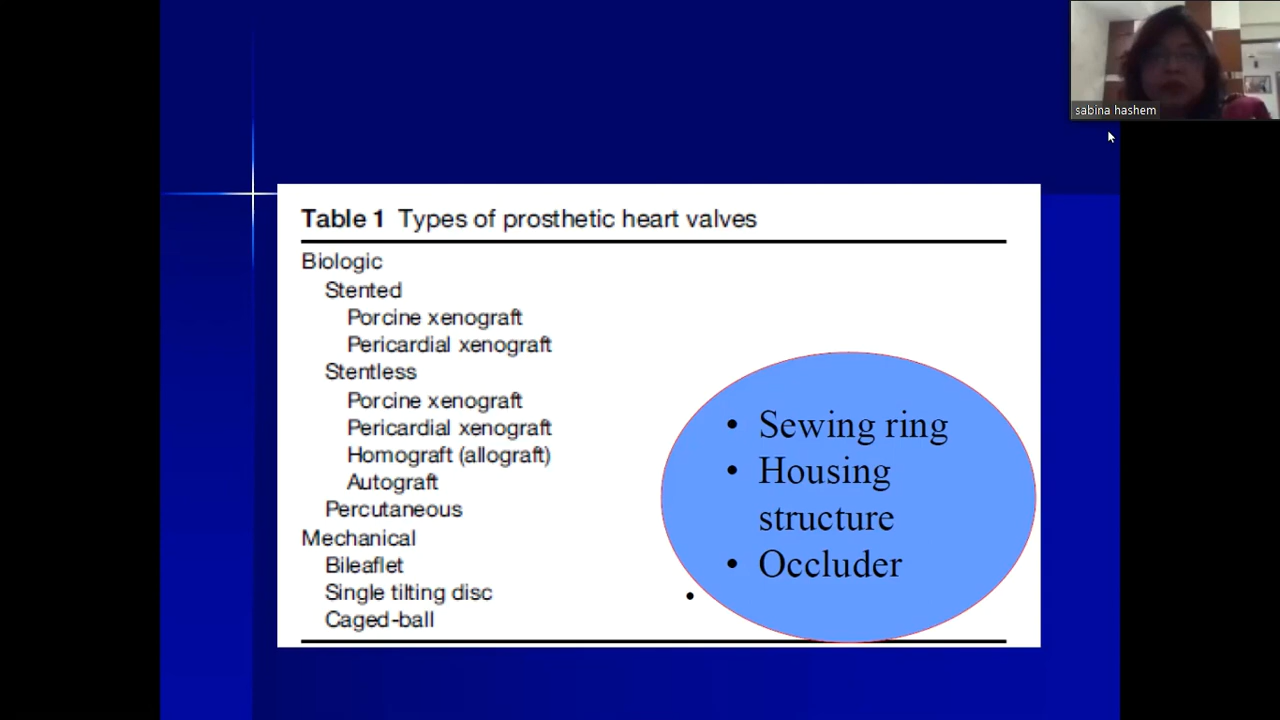 sabina hashem
Table 1 Types of prosthetic heart valves
Biologic
Stented
Porcine xenograft
Pericardial xenograft
Stentless
Porcine xenograft
Pericardial xenograft
Homograft (allograft)
Autograft
Percutaneous
Mechanical
Bileaflet
Single tilting disc
Caged-ball
• Sewing ring
• Housing
structure
• Occluder
•